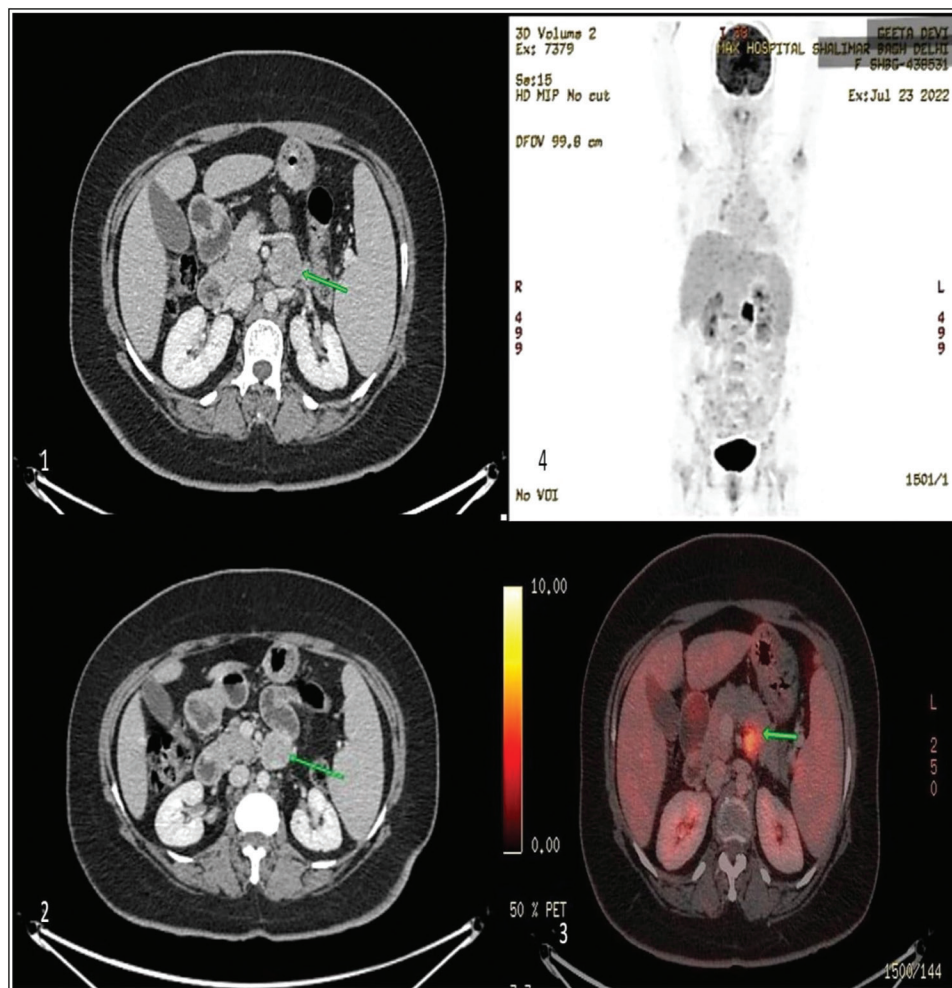 1
3D Volume 2
Ex: 7379
Se:15
HD MIP No cut
DFOV 99.8 cm
GEETA DEVI
MAX HOSPITAL SHALIMAR BAGH DELHI
F SHBG-438531
Ex:Jul 23 2022
R
4
9
9
L
4
9
9
4
No VOI
1501/1
2
10.00
0.00
50 % PET
3
L
2
5
0
1500/144